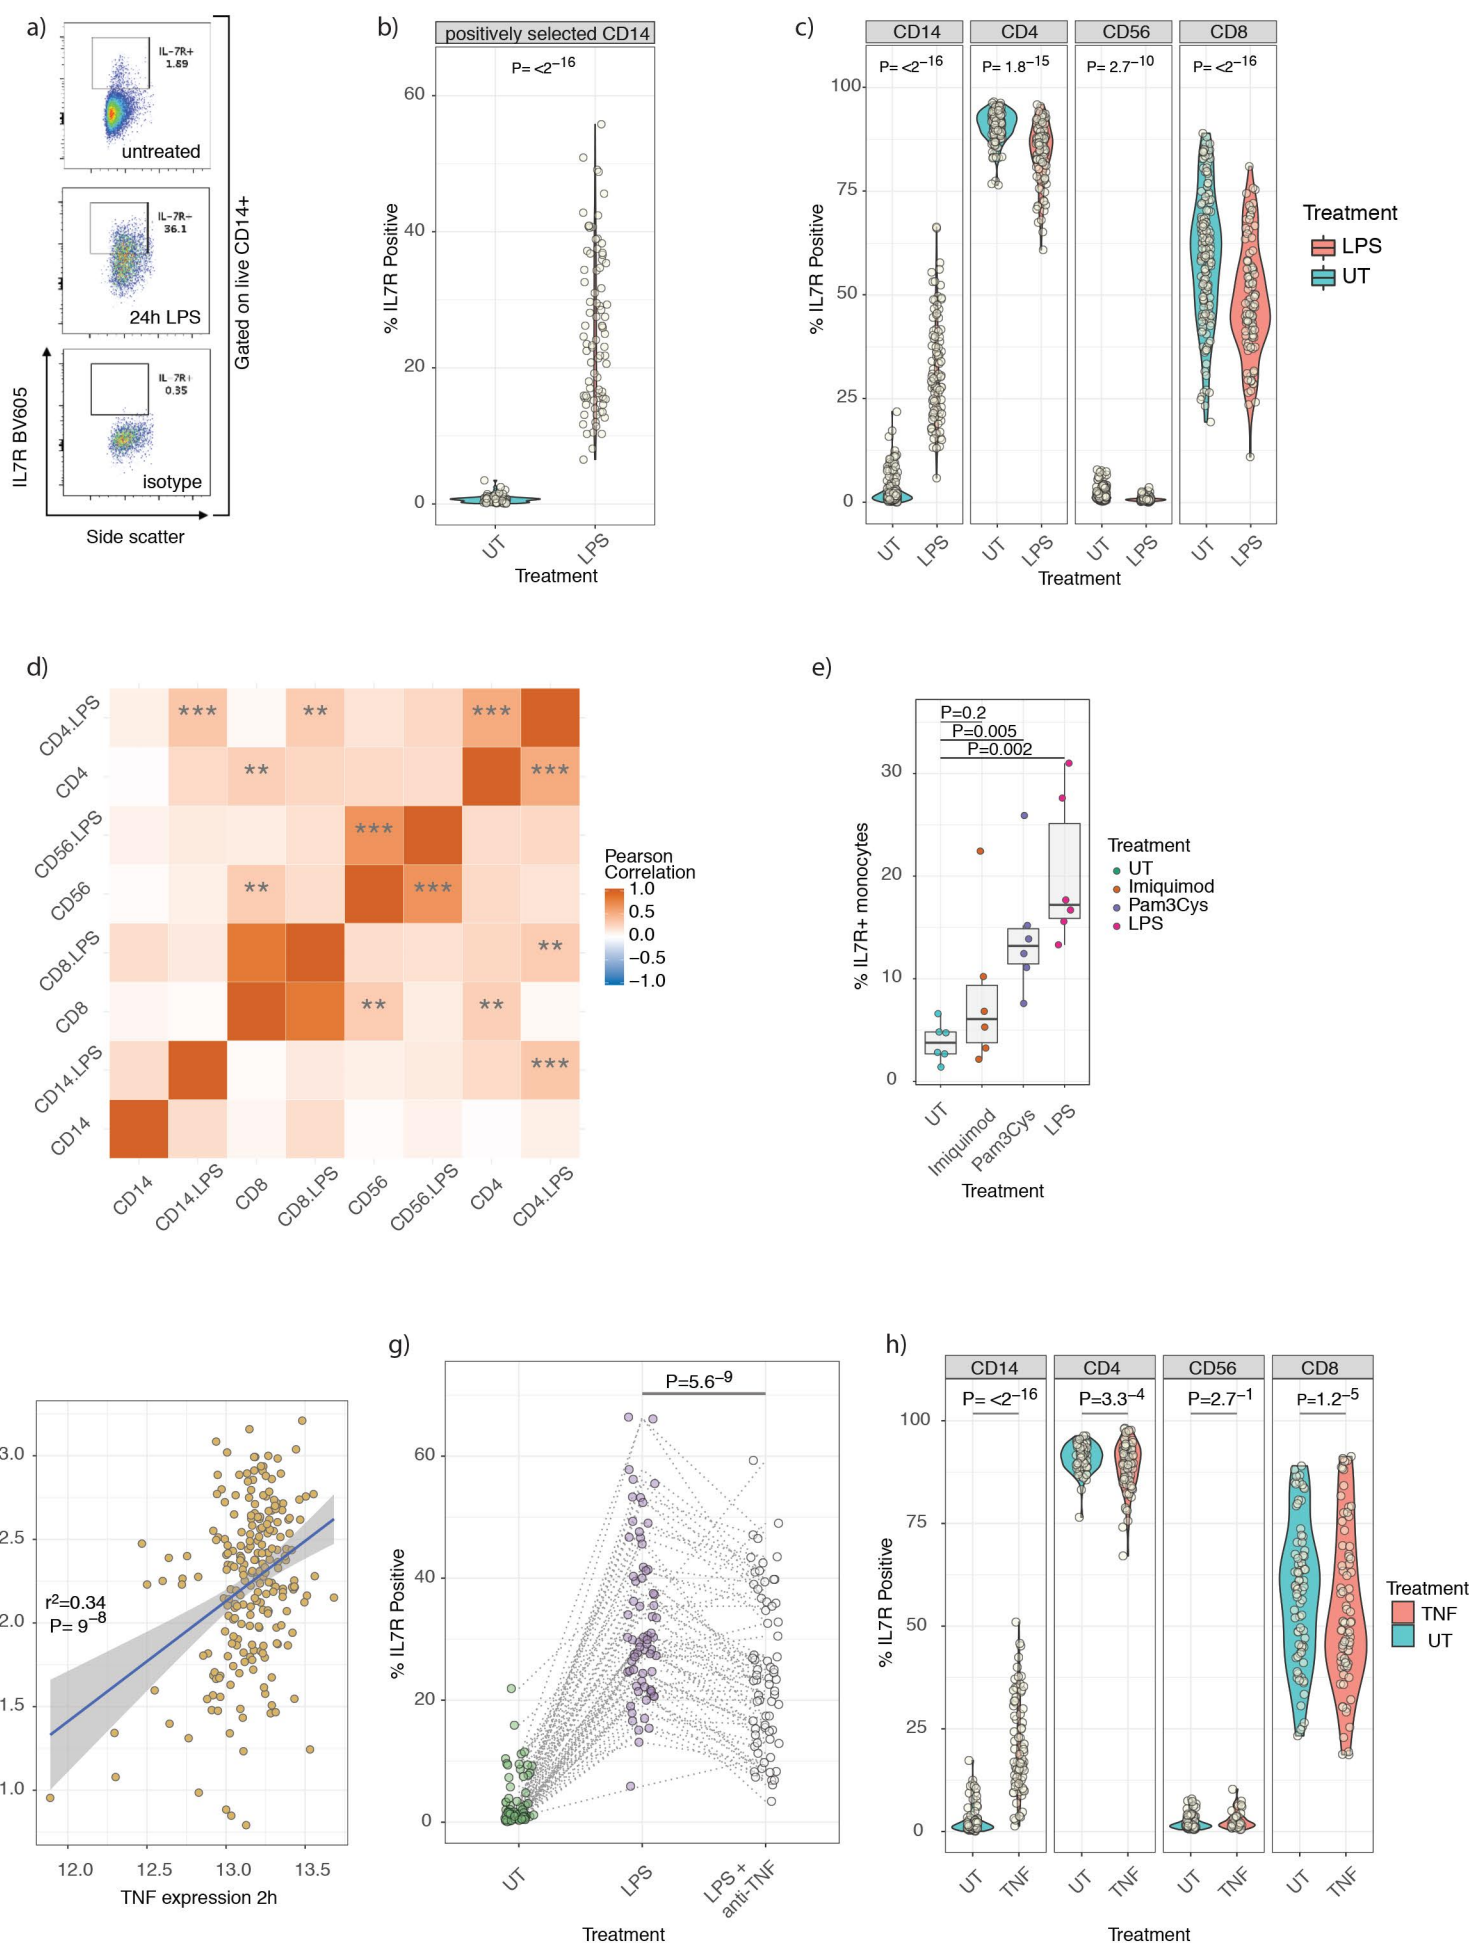 a)
IL-7R+
1.89
untreated
IL-7R+
36.1
24h LPS
IL-7R+
0.35
isotype
Gated on live CD14+
IL7R BV605
Side scatter
b)
positively selected CD14
P= <2−16
60
40
20
0
% IL7R Positive
UT
LPS
Treatment
c)
CD14
CD4
CD56
CD8
P= <2−16
P= 1.8−15
P= 2.7−10
P= <2−16
100
75
50
25
0
% IL7R Positive
UT
LPS
UT
LPS
UT
LPS
UT
LPS
Treatment
Treatment
LPS
UT
d)
CD4.LPS
*** ** ***
CD4
** ***
CD56.LPS
***
CD56
** ***
CD8.LPS
**
CD8
** **
CD14.LPS
***
CD14
CD14
CD14.LPS
CD8
CD8.LPS
CD56
CD56.LPS
CD4
CD4.LPS
Pearson
Correlation
1.0
0.5
0.0
−0.5
−1.0
e)
P=0.2
P=0.005
P=0.002
30
20
10
0
% IL7R+ monocytes
UT
Imiquimod
Pam3Cys
LPS
Treatment
Treatment
UT
Imiquimod
Pam3Cys
LPS
3.0
2.5
2.0
1.5
1.0
r2=0.34
P= 9−8
12.0
12.5
13.0
13.5
TNF expression 2h
g)
P=5.6−9
60
40
20
0
% IL7R Positive
UT
LPS
LPS +
anti-TNF
Treatment
h)
CD14
CD4
CD56
CD8
P= <2−16
P=3.3−4
P=2.7−1
P=1.2−5
100
75
50
25
0
% IL7R Positive
UT
TNF
UT
TNF
UT
TNF
UT
TNF
Treatment
Treatment
TNF
UT